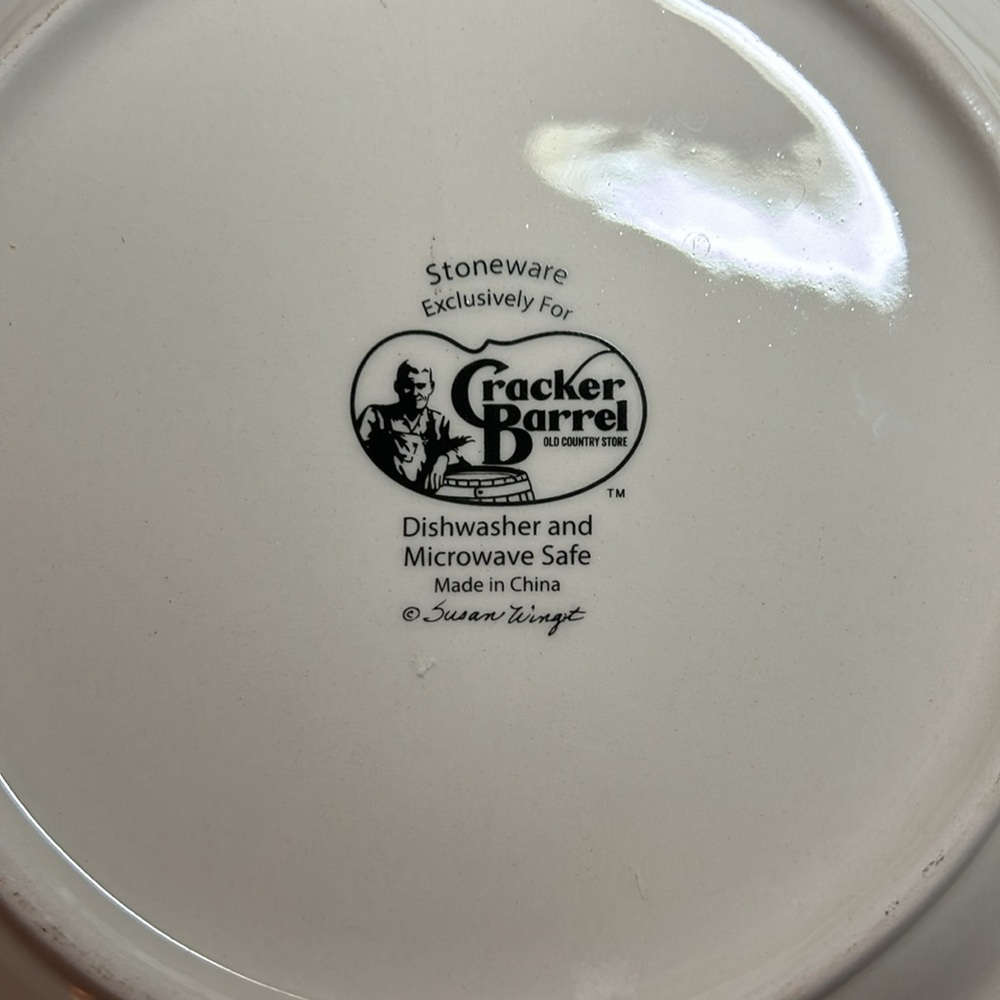 Stoneware
Exclusively For
Cracker
Barrel
OLD COUNTRY STORE
TM
Dishwasher and
Microwave Safe
Made in China
© Susan Winget